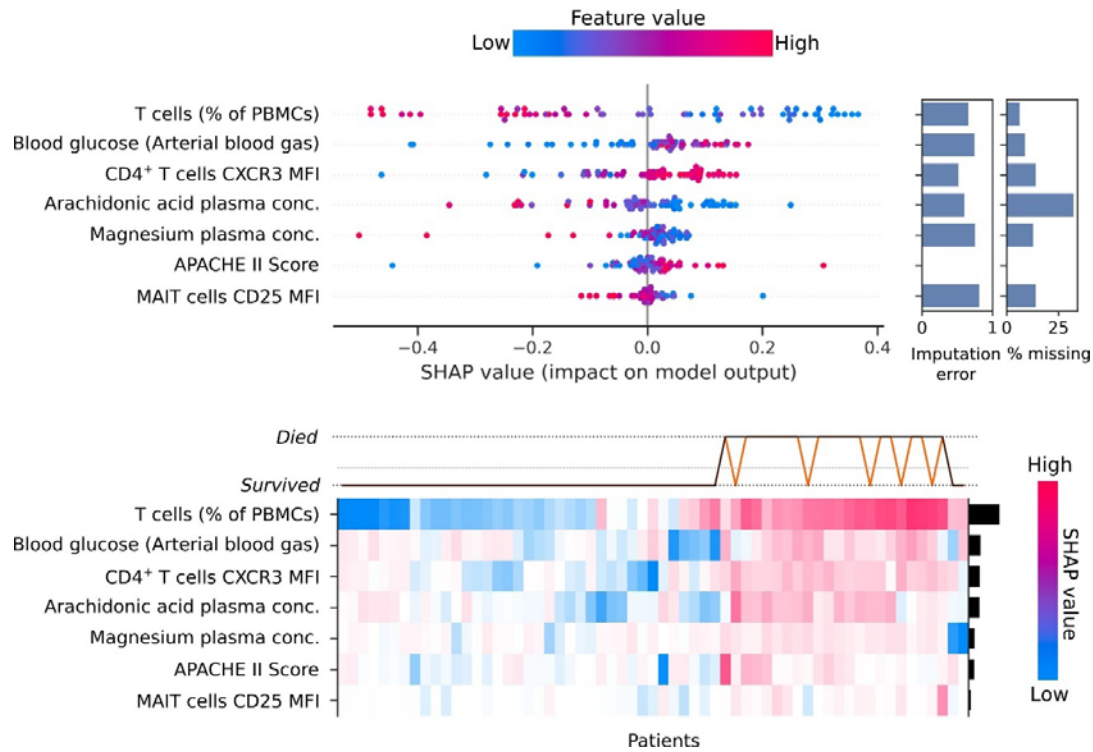 Feature value
Low High
T cells (% of PBMCs)
Blood glucose (Arterial blood gas)
CD4⁺ T cells CXCR3 MFI
Arachidonic acid plasma conc.
Magnesium plasma conc.
APACHE II Score
MAIT cells CD25 MFI
−0.4 −0.2 0.0 0.2 0.4
SHAP value (impact on model output)
0 1
Imputation
error
0 25
% missing
Died
Survived
T cells (% of PBMCs)
Blood glucose (Arterial blood gas)
CD4⁺ T cells CXCR3 MFI
Arachidonic acid plasma conc.
Magnesium plasma conc.
APACHE II Score
MAIT cells CD25 MFI
Patients
High
SHAP value
Low